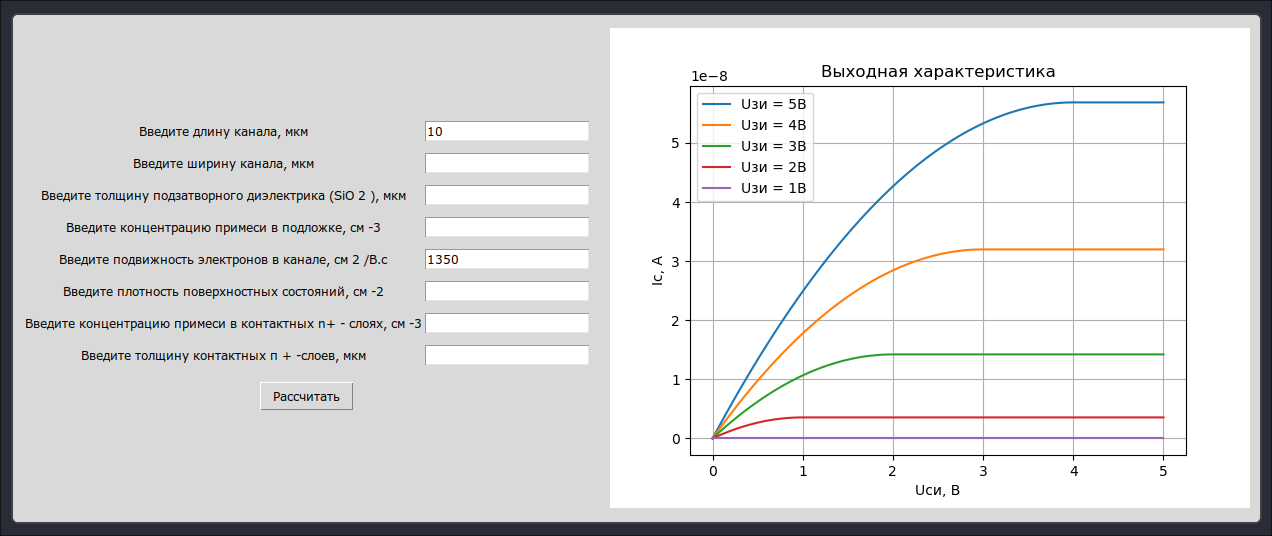 Введите длину канала, мкм
10
Введите ширину канала, мкм
Введите толщину подзатворного диэлектрика (SiO 2 ), мкм
Введите концентрацию примеси в подложке, см -3
Введите подвижность электронов в канале, см 2 /В.с
1350
Введите плотность поверхностных состояний, см -2
Введите концентрацию примеси в контактных n+ - слоях, см -3
Введите толщину контактных п + -слоев, мкм
Рассчитать
Выходная характеристика
1e−8
Uзи = 5В
Uзи = 4В
Uзи = 3В
Uзи = 2В
Uзи = 1В
5
4
3
2
1
0
Iс, А
0 1 2 3 4 5
Uси, В